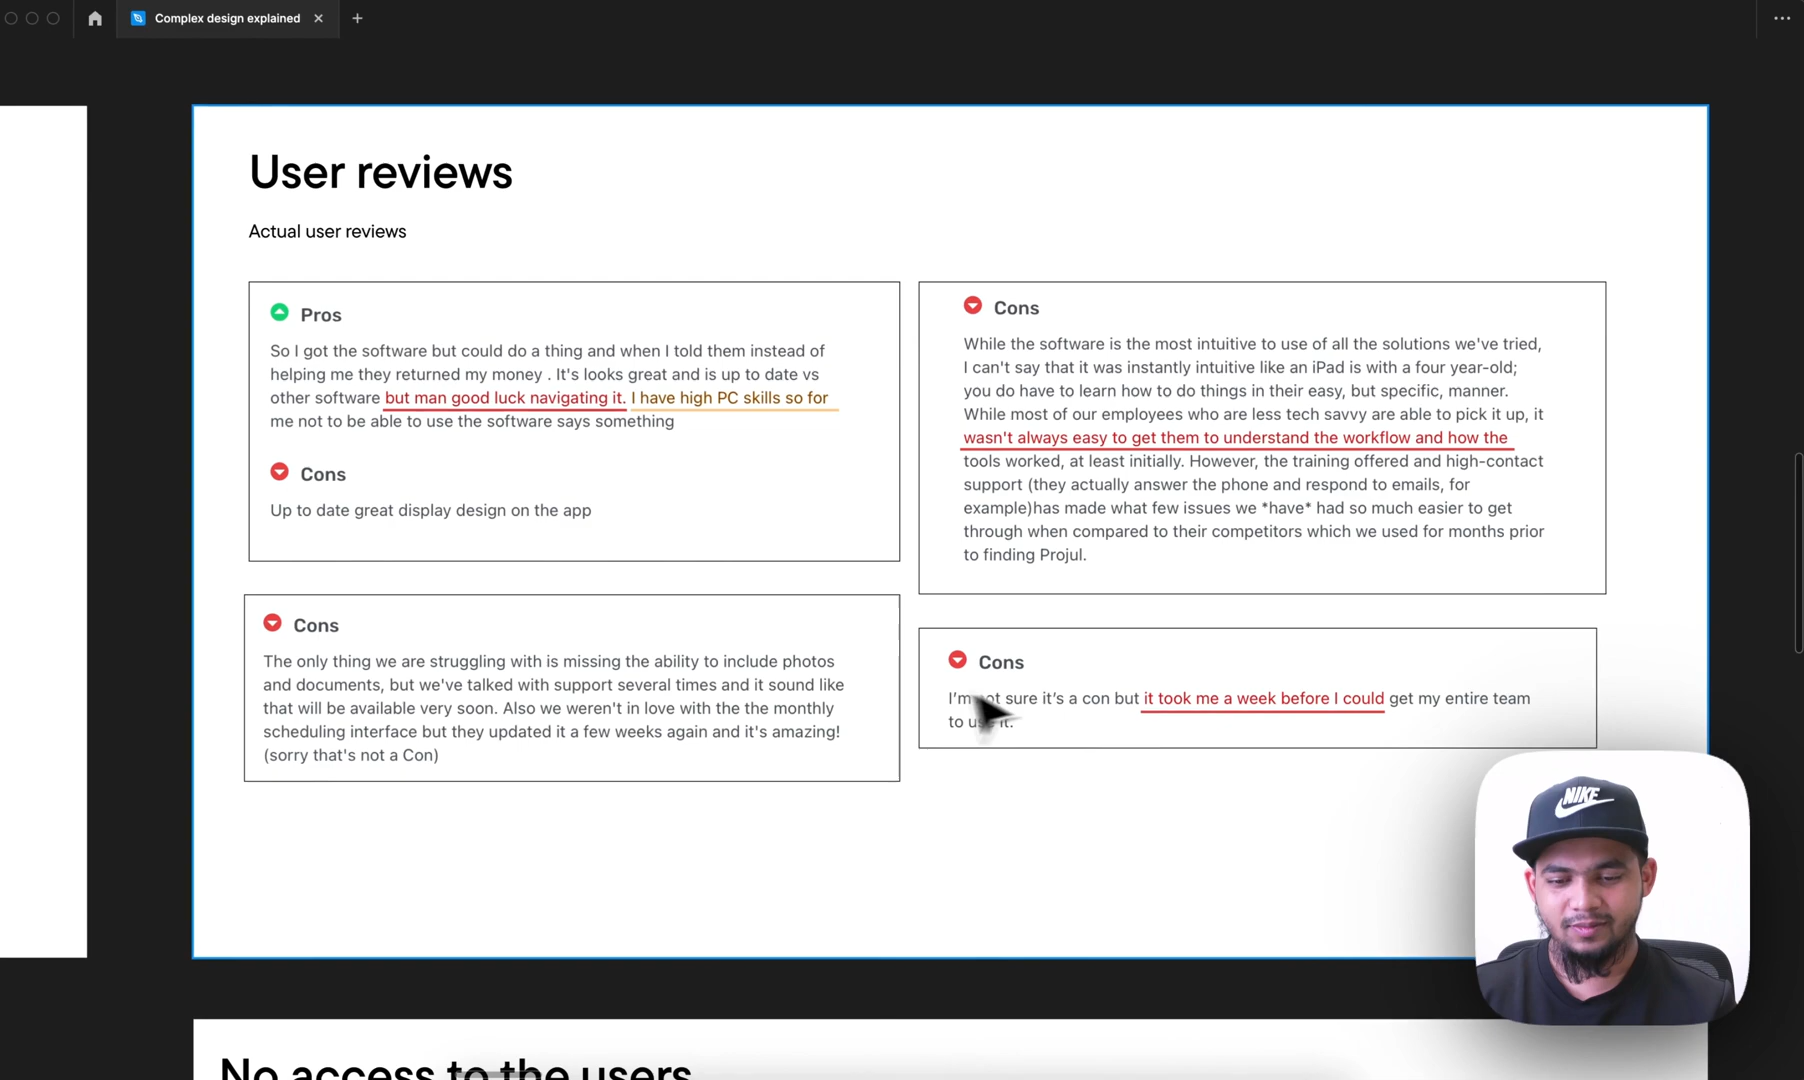 Complex design explained
User reviews
Actual user reviews
Pros
So I got the software but could do a thing and when I told them instead of
helping me they returned my money . It's looks great and is up to date vs
other software but man good luck navigating it. I have high PC skills so for
me not to be able to use the software says something
Cons
Up to date great display design on the app
Cons
While the software is the most intuitive to use of all the solutions we've tried,
I can't say that it was instantly intuitive like an iPad is with a four year-old;
you do have to learn how to do things in their easy, but specific, manner.
While most of our employees who are less tech savvy are able to pick it up, it
wasn't always easy to get them to understand the workflow and how the
tools worked, at least initially. However, the training offered and high-contact
support (they actually answer the phone and respond to emails, for
example)has made what few issues we *have* had so much easier to get
through when compared to their competitors which we used for months prior
to finding Projul.
Cons
The only thing we are struggling with is missing the ability to include photos
and documents, but we've talked with support several times and it sound like
that will be available very soon. Also we weren't in love with the the monthly
scheduling interface but they updated it a few weeks again and it's amazing!
(sorry that's not a Con)
Cons
I'm not sure it's a con but it took me a week before I could get my entire team
to use it.
NIKE
No access to the users